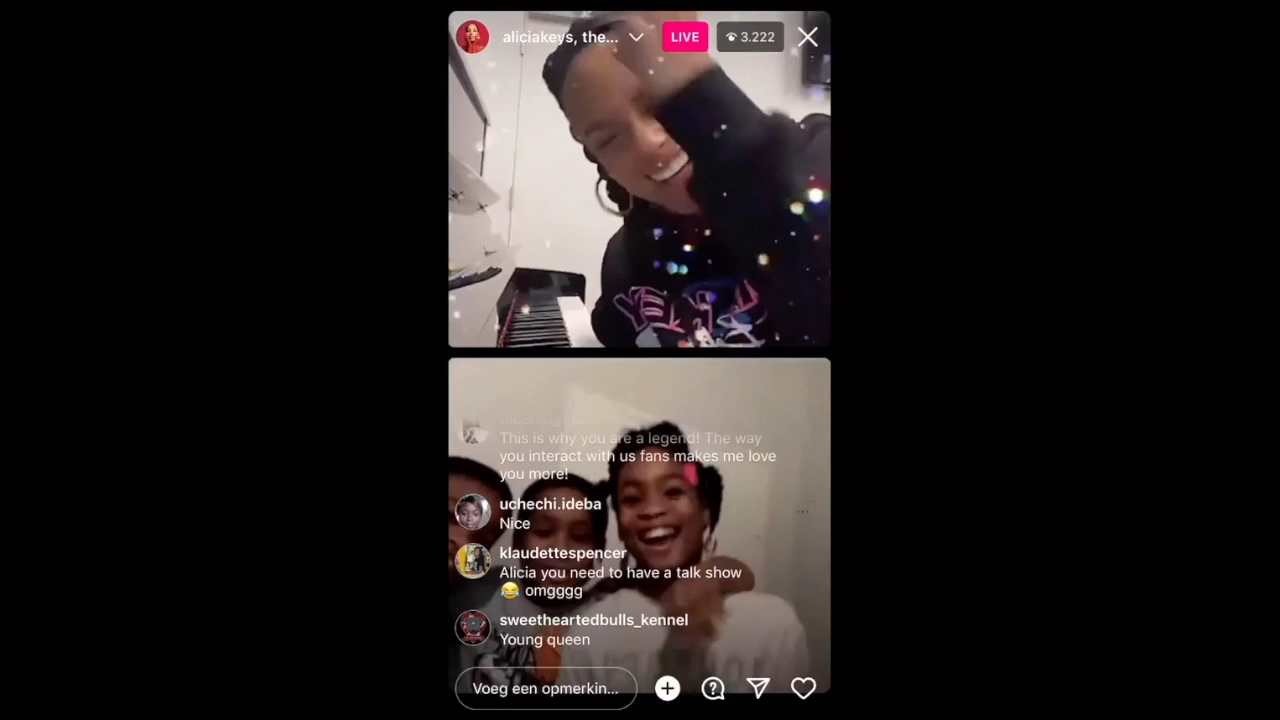 aliciakeys, the...
LIVE
3.222
This is why you are a legend! The way
you interact with us fans makes me love
you more!
uchechi.ideba
Nice
klaudettespencer
Alicia you need to have a talk show
😂 omgggg
sweetheartedbulls_kennel
Young queen
Voeg een opmerkin...